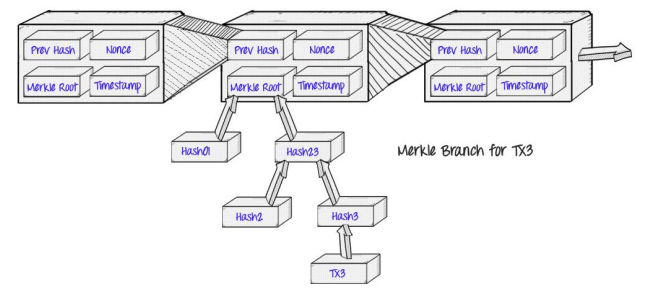 Prev Hash Nonce Prev Hash Nonce Prev Hash Nonce
Merkle Root Timestamp Merkle Root Timestamp Merkle Root Timestamp
Hash01 Hash23 Merkle Branch for TX3
Hash2 Hash3
TX3